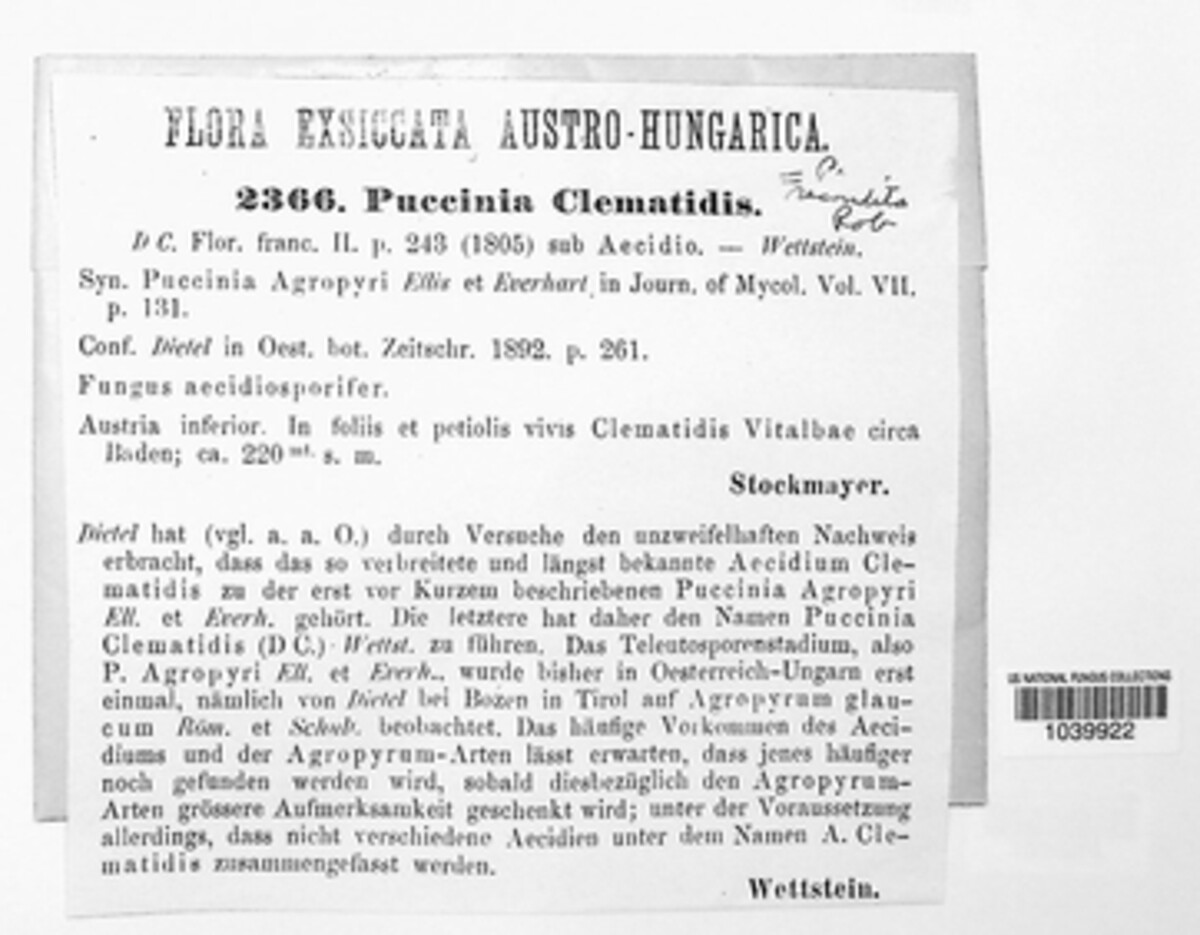 FLORA EXSICCATA AUSTRO-HUNGARICA.
2366. Puccinia Clematidis.
= P.
recondita
Rob
D C. Flor. franc. II. p. 243 (1805) sub Aecidio. — Wettstein.
Syn. Puccinia Agropyri Ellis et Everhart in Journ. of Mycol. Vol. VII.
p. 131.
Conf. Dietel in Oest. bot. Zeitschr. 1892. p. 261.
Fungus aecidiosporifer.
Austria inferior. In foliis et petiolis vivis Clematidis Vitalbae circa
Baden; ca. 220 mt. s. m.
Stockmayer.
Dietel hat (vgl. a. a. O.) durch Versuche den unzweifelhaften Nachweis
erbracht, dass das so verbreitete und längst bekannte Aecidium Cle-
matidis zu der erst vor Kurzem beschriebenen Puccinia Agropyri
Ell. et Everh. gehört. Die letztere hat daher den Namen Puccinia
Clematidis (D C.) Wettst. zu führen. Das Teleutosporenstadium, also
P. Agropyri Ell. et Everh., wurde bisher in Oesterreich-Ungarn erst
einmal, nämlich von Dietel bei Bozen in Tirol auf Agropyrum glau-
cum Röm. et Schult. beobachtet. Das häufige Vorkommen des Aeci-
diums und der Agropyrum-Arten lässt erwarten, dass jenes häufiger
noch gefunden werden wird, sobald diesbezüglich den Agropyrum-
Arten grössere Aufmerksamkeit geschenkt wird; unter der Voraussetzung
allerdings, dass nicht verschiedene Aecidien unter dem Namen A. Cle-
matidis zusammengefasst werden.
Wettstein.
US NATIONAL FUNGUS COLLECTIONS
1039922